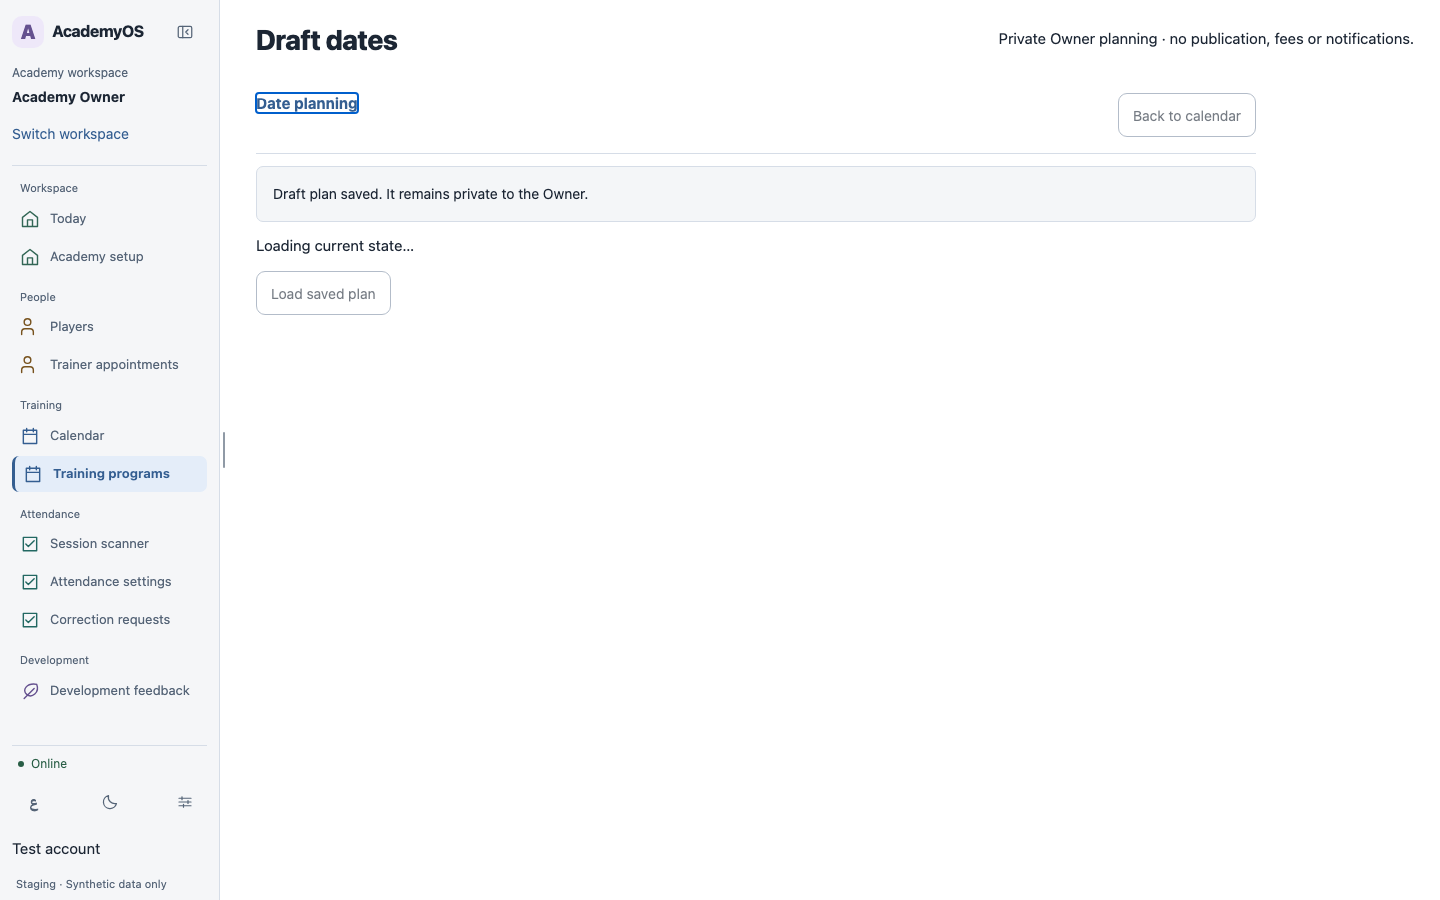 A AcademyOS
Academy workspace
Academy Owner
Switch workspace
Workspace
Today
Academy setup
People
Players
Trainer appointments
Training
Calendar
Training programs
Attendance
Session scanner
Attendance settings
Correction requests
Development
Development feedback
Online
ع
Test account
Staging · Synthetic data only
Draft dates
Private Owner planning · no publication, fees or notifications.
Date planning
Back to calendar
Draft plan saved. It remains private to the Owner.
Loading current state...
Load saved plan